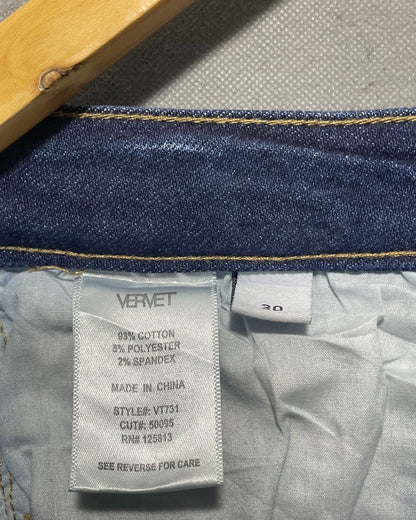 VERVET
93% COTTON
5% POLYESTER
2% SPANDEX
MADE IN CHINA
STYLE#: VT731
CUT#: 50095
RN# 125813
SEE REVERSE FOR CARE
30